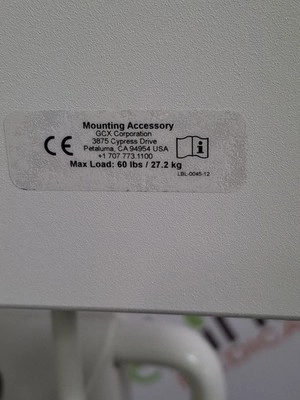 Mounting Accessory
GCX Corporation
3875 Cypress Drive
Petaluma, CA 94954 USA
+1 707 773.1100
Max Load: 60 lbs / 27.2 kg
CE
i
LBL-0045-12